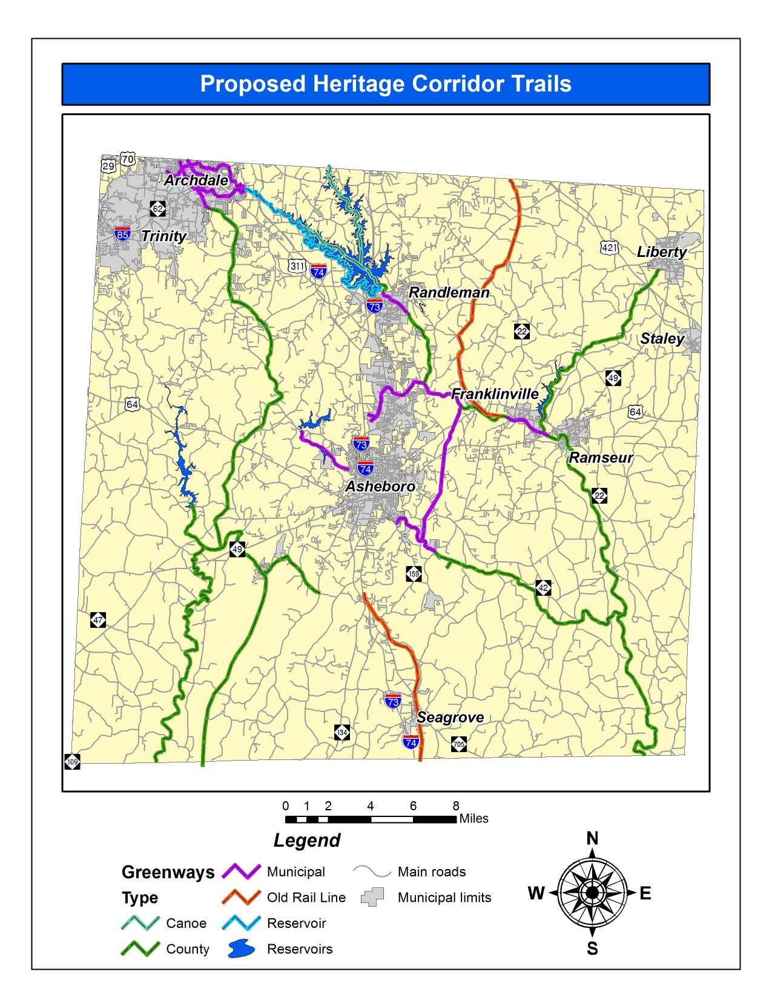 Proposed Heritage Corridor Trails
70
29
Archdale
62
85
Trinity
421
Liberty
311
74
Randleman
73
22
Staley
49
Franklinville
64
64
73
Ramseur
74
Asheboro
22
49
159
42
47
73
Seagrove
134
74
705
109
0 1 2 4 6 8
Miles
Legend
Greenways
Type
Canoe
County
Municipal
Old Rail Line
Reservoir
Reservoirs
Main roads
Municipal limits
N
W
E
S